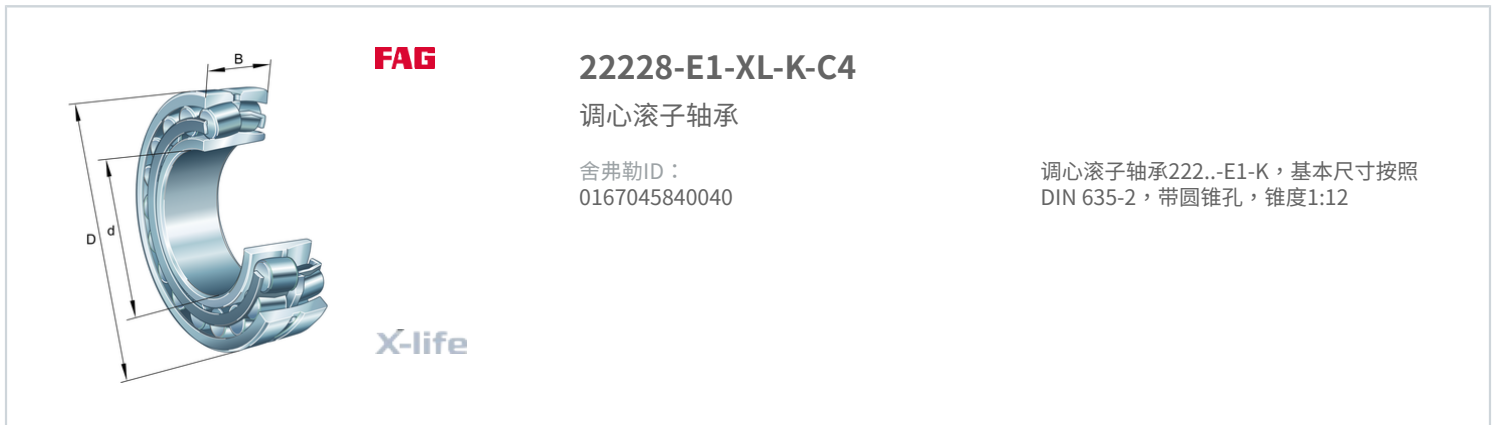 FAG
22228-E1-XL-K-C4
调心滚子轴承
舍弗勒ID：
0167045840040
调心滚子轴承222..-E1-K，基本尺寸按照
DIN 635-2，带圆锥孔，锥度1:12
B
D
d
X-life